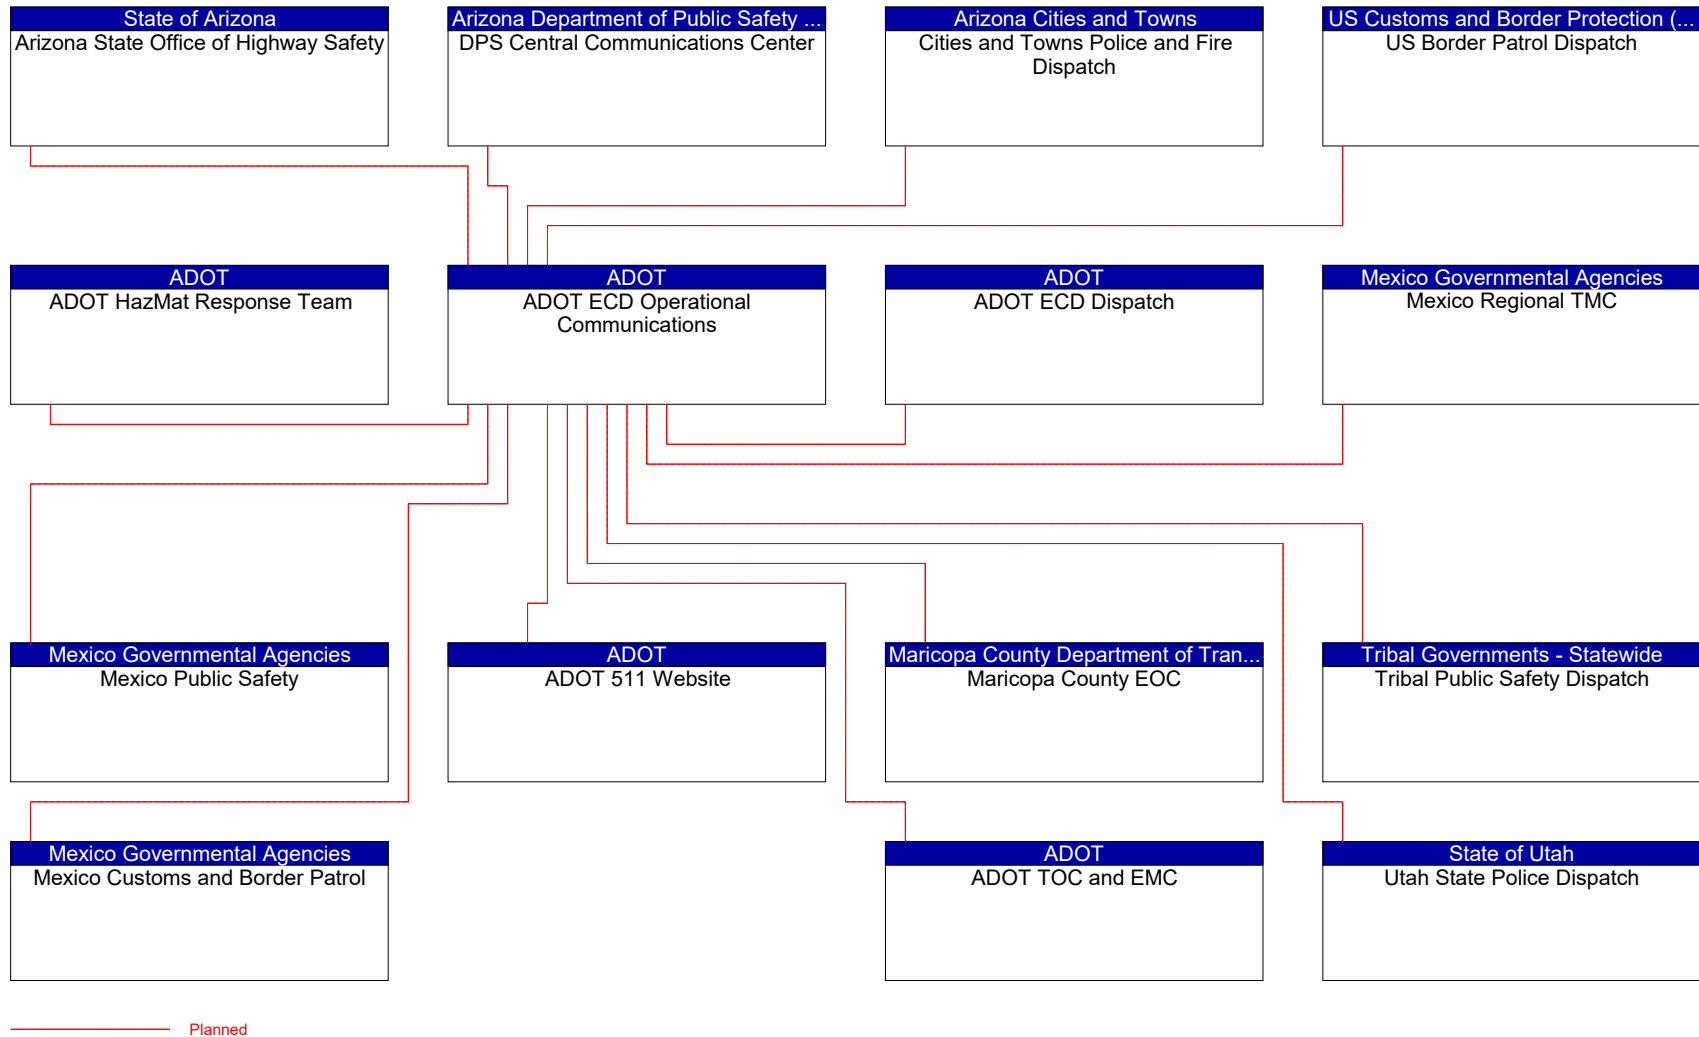 State of Arizona
Arizona State Office of Highway Safety
Arizona Department of Public Safety ...
DPS Central Communications Center
Arizona Cities and Towns
Cities and Towns Police and Fire
Dispatch
US Customs and Border Protection (...
US Border Patrol Dispatch
ADOT
ADOT HazMat Response Team
ADOT
ADOT ECD Operational
Communications
ADOT
ADOT ECD Dispatch
Mexico Governmental Agencies
Mexico Regional TMC
Mexico Governmental Agencies
Mexico Public Safety
ADOT
ADOT 511 Website
Maricopa County Department of Tran...
Maricopa County EOC
Tribal Governments - Statewide
Tribal Public Safety Dispatch
Mexico Governmental Agencies
Mexico Customs and Border Patrol
ADOT
ADOT TOC and EMC
State of Utah
Utah State Police Dispatch
Planned